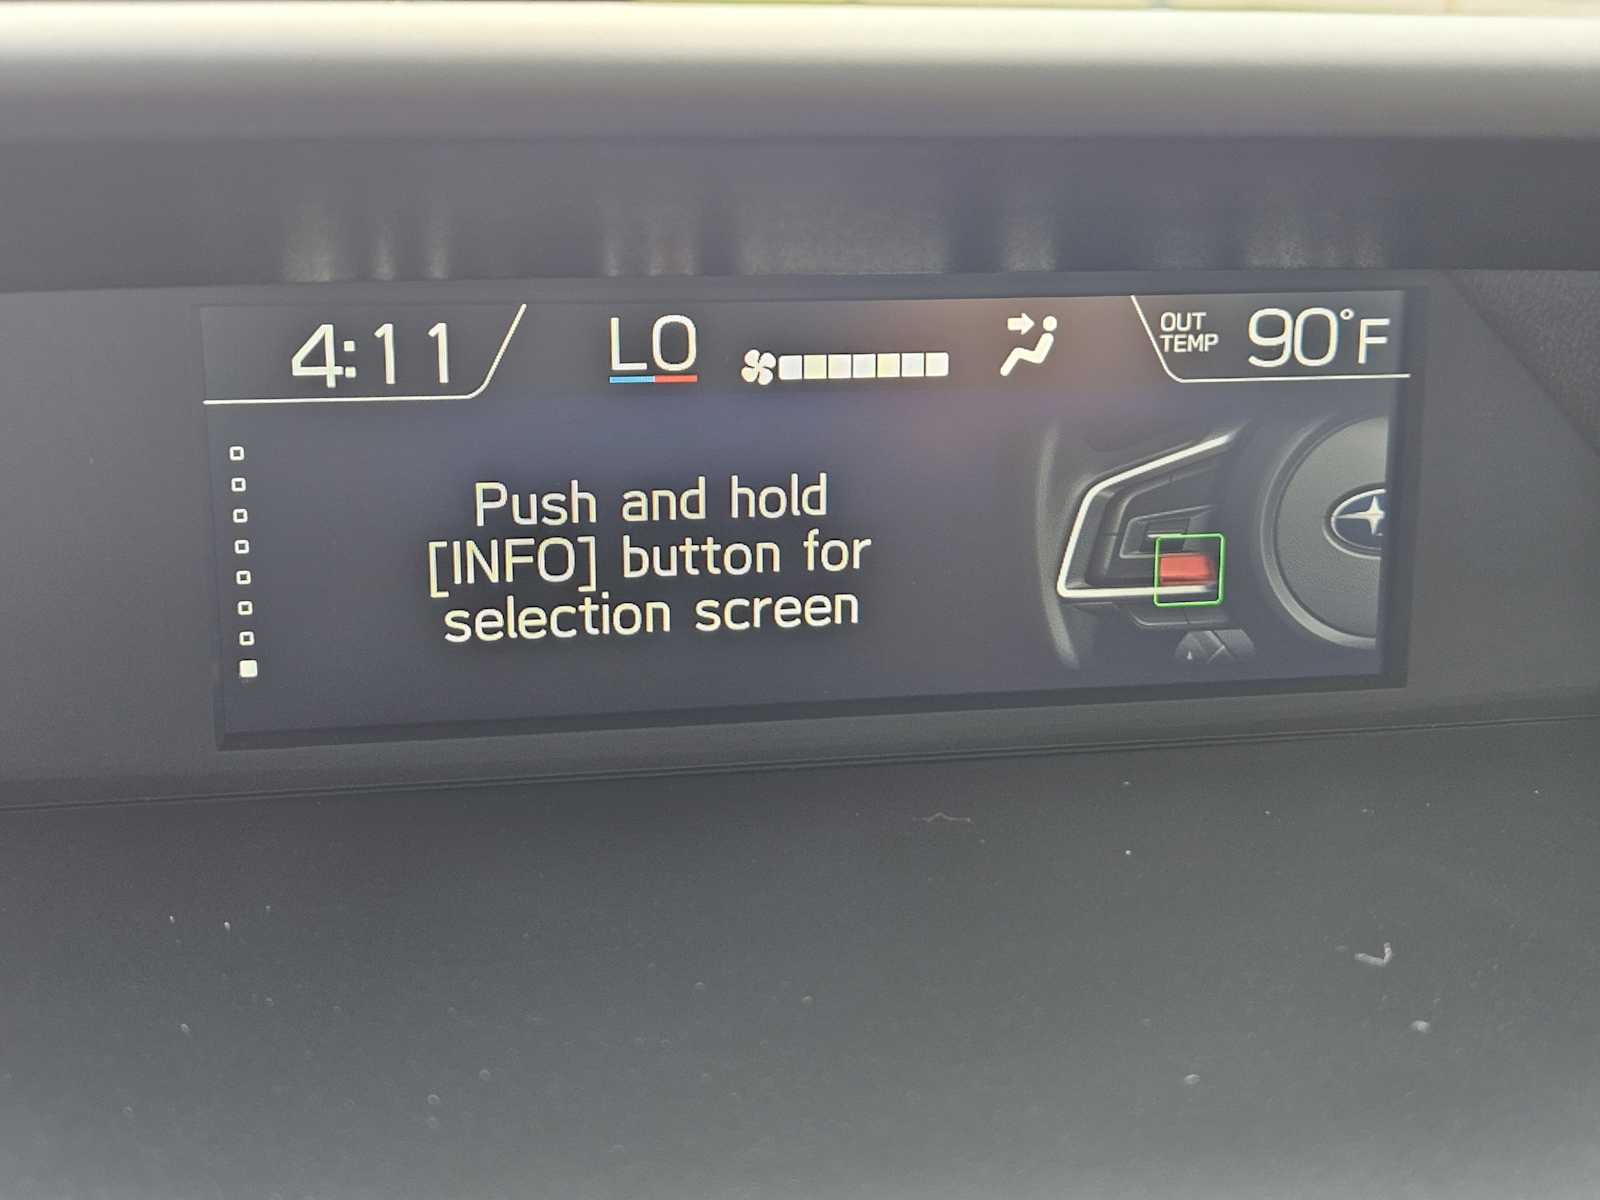 4:11
LO
OUT
TEMP
90°F
Push and hold
[INFO] button for
selection screen